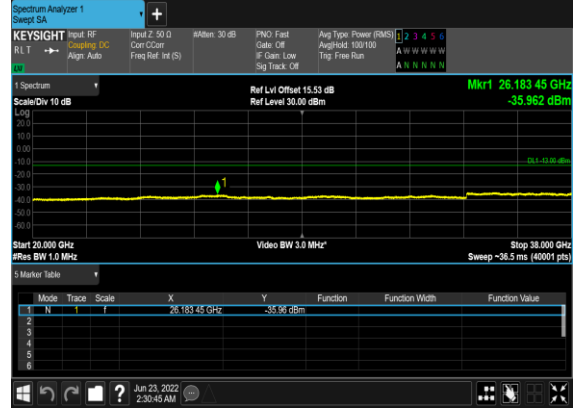 Spectrum Analyzer 1
Swept SA
+
KEYSIGHT Input: RF Input Z: 50 Ω #Atten: 30 dB PNO: Fast Avg Type: Power (RMS) 1 2 3 4 5 6
R L T Coupling: DC Corr CCorr Gate: Off Avg|Hold: 100/100 A W W W W W
Align: Auto Freq Ref: Int (S) IF Gain: Low Trig: Free Run
LU Sig Track: Off A N N N N N
1 Spectrum Ref Lvl Offset 15.53 dB Mkr1 26.183 45 GHz
Scale/Div 10 dB Ref Level 30.00 dBm -35.962 dBm
Log
20.0
10.0
0.00
-10.0 DL1 -13.00 dBm
-20.0
-30.0 1
-40.0
-50.0
-60.0
Start 20.000 GHz Video BW 3.0 MHz* Stop 38.000 GHz
#Res BW 1.0 MHz Sweep ~36.5 ms (40001 pts)
5 Marker Table
Mode Trace Scale X Y Function Function Width Function Value
1 N 1 f 26.183 45 GHz -35.96 dBm
2
3
4
5
6
? Jun 23, 2022
2:30:45 AM